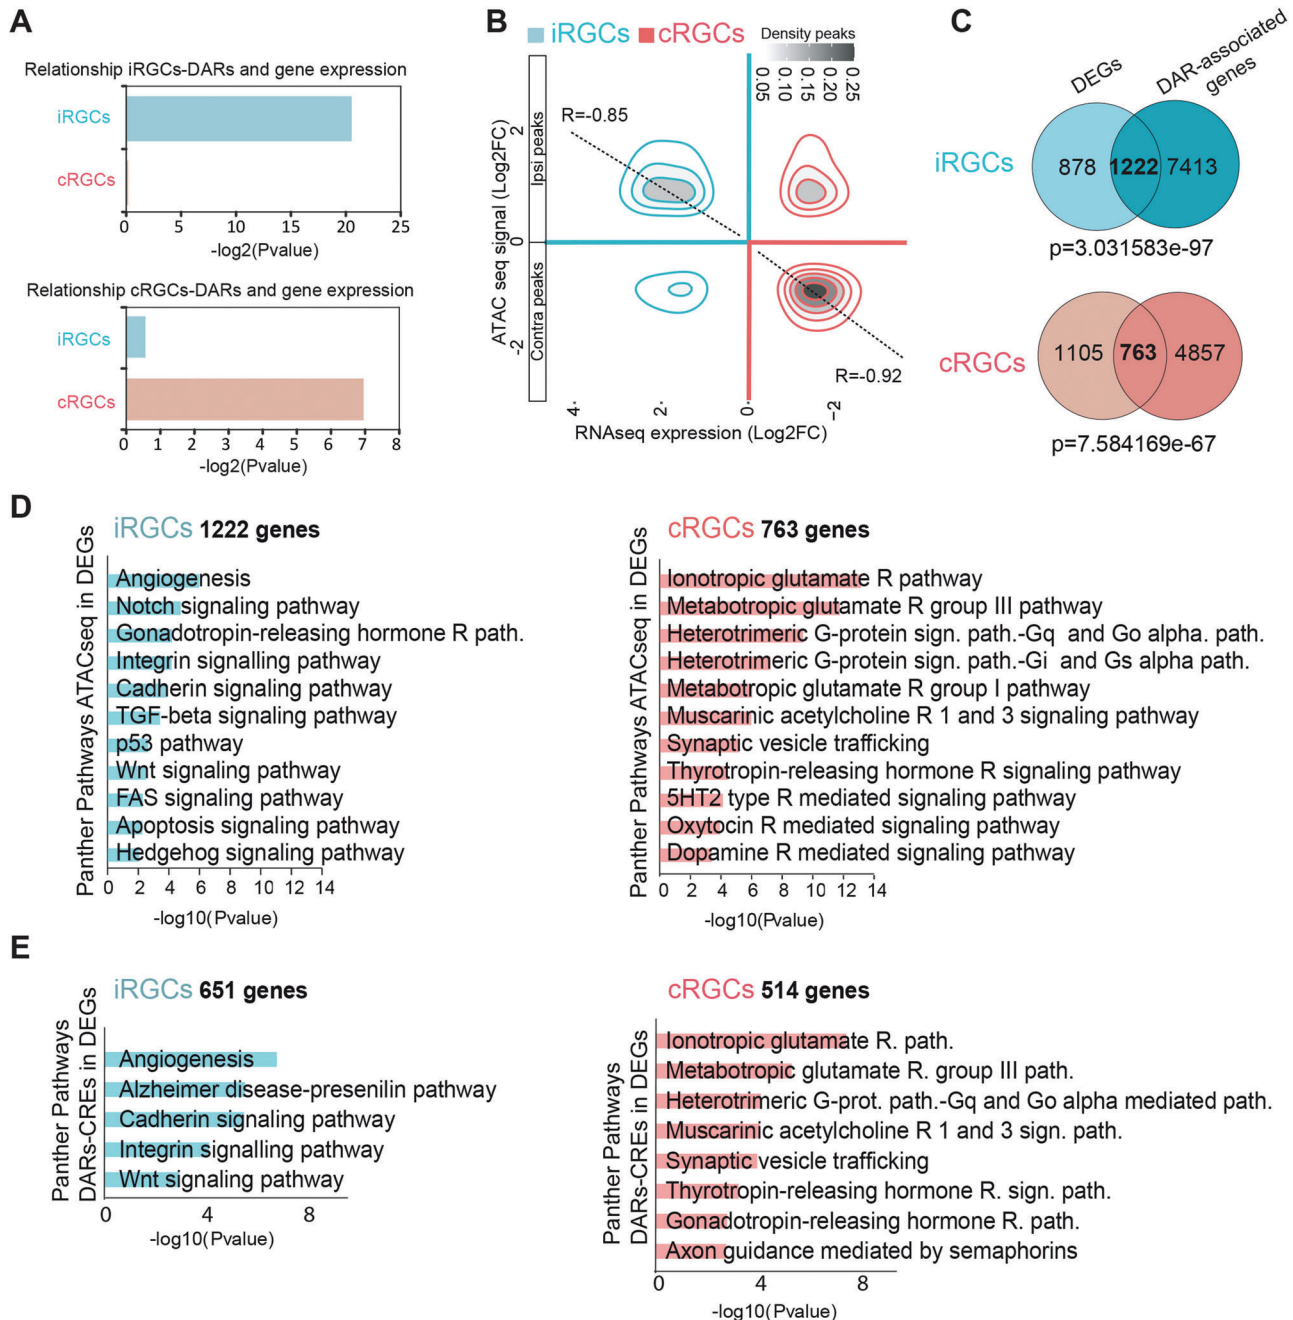 A
Relationship iRGCs-DARs and gene expression
iRGCs
cRGCs
0 5 10 15 20 25
-log2(Pvalue)
Relationship cRGCs-DARs and gene expression
iRGCs
cRGCs
0 1 2 3 4 5 6 7 8
-log2(Pvalue)
B
iRGCs cRGCs
Density peaks
0.05 0.10 0.15 0.20 0.25
R=-0.85
R=-0.92
ATAC seq signal (Log2FC)
Ipsi peaks
Contra peaks
2
0
-2
4 2 0 -2
RNAseq expression (Log2FC)
C
DEGs
DAR-associated
genes
iRGCs
878 1222 7413
p=3.031583e-97
cRGCs
1105 763 4857
p=7.584169e-67
D
iRGCs 1222 genes
Panther Pathways ATACseq in DEGs
Angiogenesis
Notch signaling pathway
Gonadotropin-releasing hormone R path.
Integrin signalling pathway
Cadherin signaling pathway
TGF-beta signaling pathway
p53 pathway
Wnt signaling pathway
FAS signaling pathway
Apoptosis signaling pathway
Hedgehog signaling pathway
0 2 4 6 8 10 12 14
-log10(Pvalue)
cRGCs 763 genes
Panther Pathways ATACseq in DEGs
Ionotropic glutamate R pathway
Metabotropic glutamate R group III pathway
Heterotrimeric G-protein sign. path.-Gq and Go alpha. path.
Heterotrimeric G-protein sign. path.-Gi and Gs alpha path.
Metabotropic glutamate R group I pathway
Muscarinic acetylcholine R 1 and 3 signaling pathway
Synaptic vesicle trafficking
Thyrotropin-releasing hormone R signaling pathway
5HT2 type R mediated signaling pathway
Oxytocin R mediated signaling pathway
Dopamine R mediated signaling pathway
0 2 4 6 8 10 12 14
-log10(Pvalue)
E
iRGCs 651 genes
Panther Pathways
DARs-CREs in DEGs
Angiogenesis
Alzheimer disease-presenilin pathway
Cadherin signaling pathway
Integrin signalling pathway
Wnt signaling pathway
0 4 8
-log10(Pvalue)
cRGCs 514 genes
Panther Pathways
DARs-CREs in DEGs
Ionotropic glutamate R. path.
Metabotropic glutamate R. group III path.
Heterotrimeric G-prot. path.-Gq and Go alpha mediated path.
Muscarinic acetylcholine R 1 and 3 sign. path.
Synaptic vesicle trafficking
Thyrotropin-releasing hormone R. sign. path.
Gonadotropin-releasing hormone R. path.
Axon guidance mediated by semaphorins
0 4 8
-log10(Pvalue)